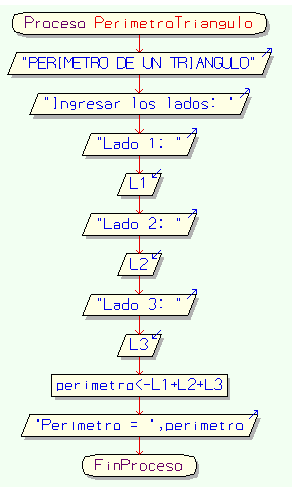 Proceso PerimetroTriangulo
"PERIMETRO DE UN TRIANGULO"
"Ingresar los lados: "
"Lado 1: "
L1
"Lado 2: "
L2
"Lado 3: "
L3
perimetro<-L1+L2+L3
"Perimetro = ",perimetro
FinProceso